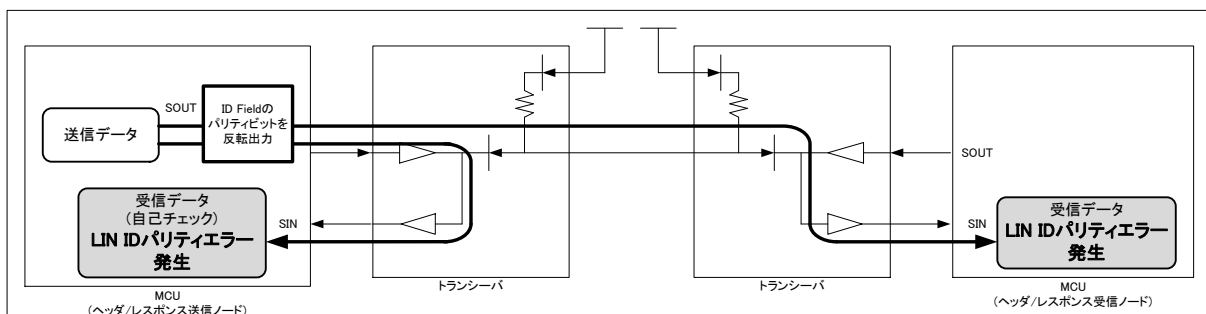 送信データ
SOUT
ID Fieldの
パリティビットを
反転出力
受信データ
(自己チェック)
LIN IDパリティエラー
発生
SIN
MCU
(ヘッダ/レスポンス送信ノード)
トランシーバ
トランシーバ
SOUT
SIN
受信データ
LIN IDパリティエラー
発生
MCU
(ヘッダ/レスポンス受信ノード)